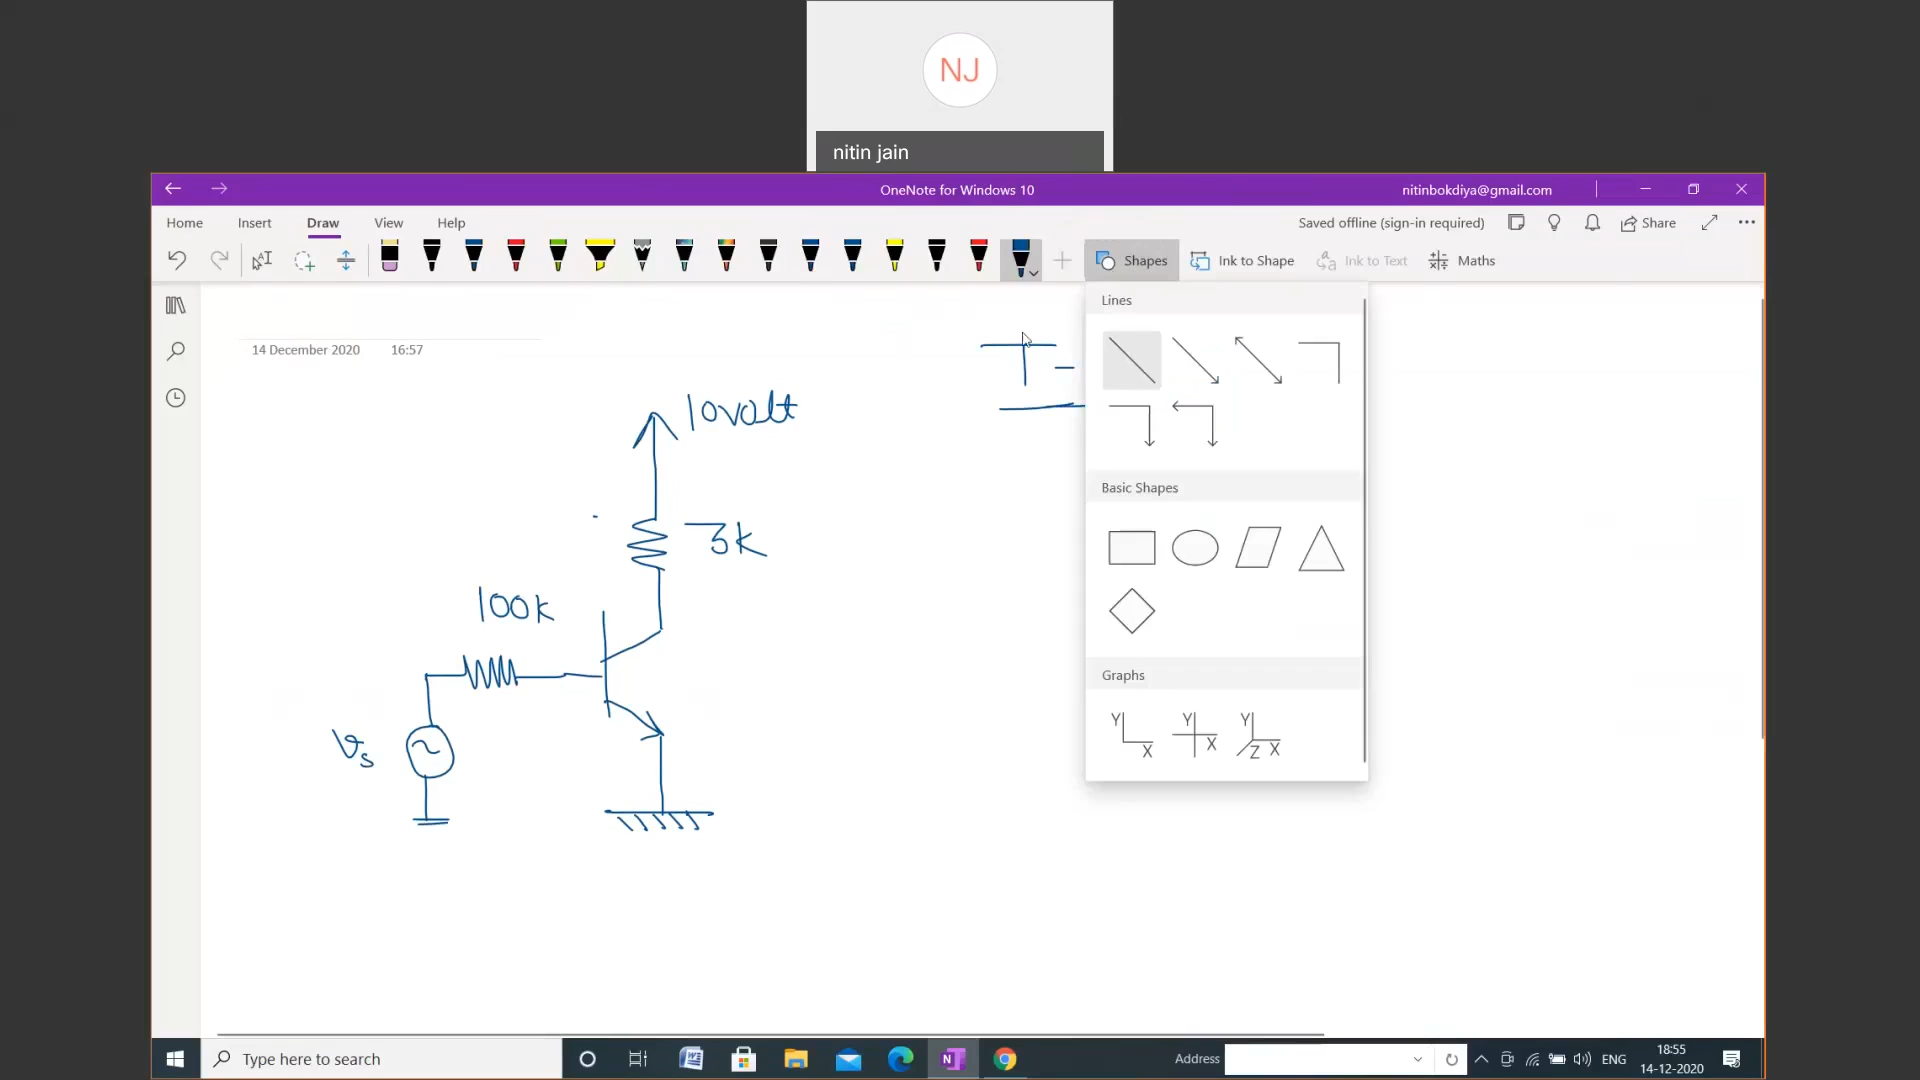 NJ
nitin jain
OneNote for Windows 10
nitinbokdiya@gmail.com
Home Insert Draw View Help
Saved offline (sign-in required)
Share
Shapes
Ink to Shape
Ink to Text
Maths
Lines
14 December 2020 16:57
T-
10volt
Basic Shapes
3k
100k
Graphs
Y X
Y X
Y Z X
vs
Type here to search
Address
ENG
18:55
14-12-2020